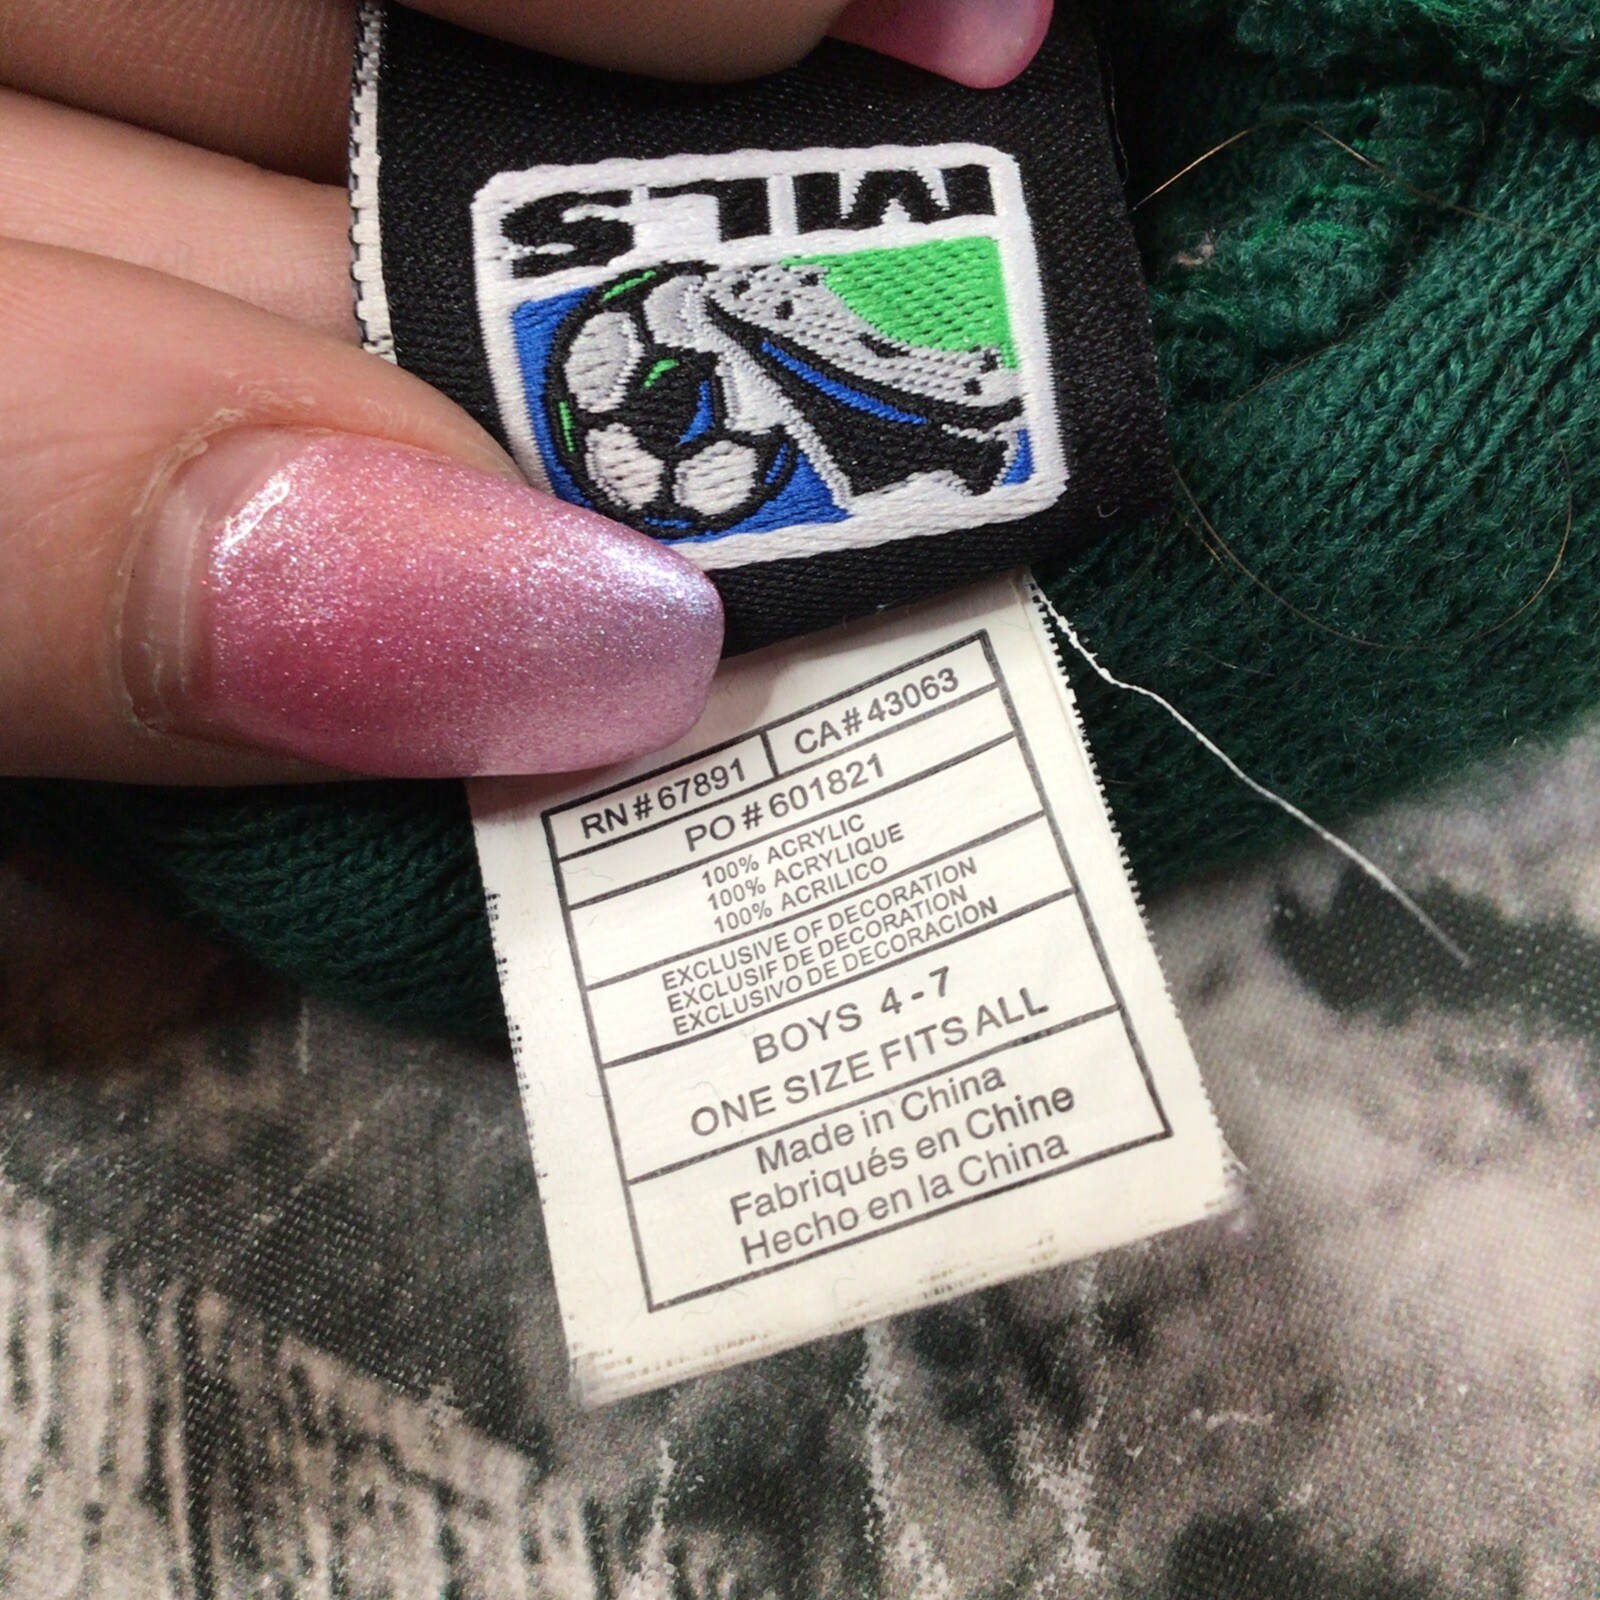 MLS
RN#67891 CA#43063
PO#601821
100% ACRYLIC
100% ACRYLIQUE
100% ACRILICO
EXCLUSIVE OF DECORATION
EXCLUSIF DE DECORATION
EXCLUSIVO DE DECORACION
BOYS 4-7
ONE SIZE FITS ALL
Made in China
Fabriqués en Chine
Hecho en la China